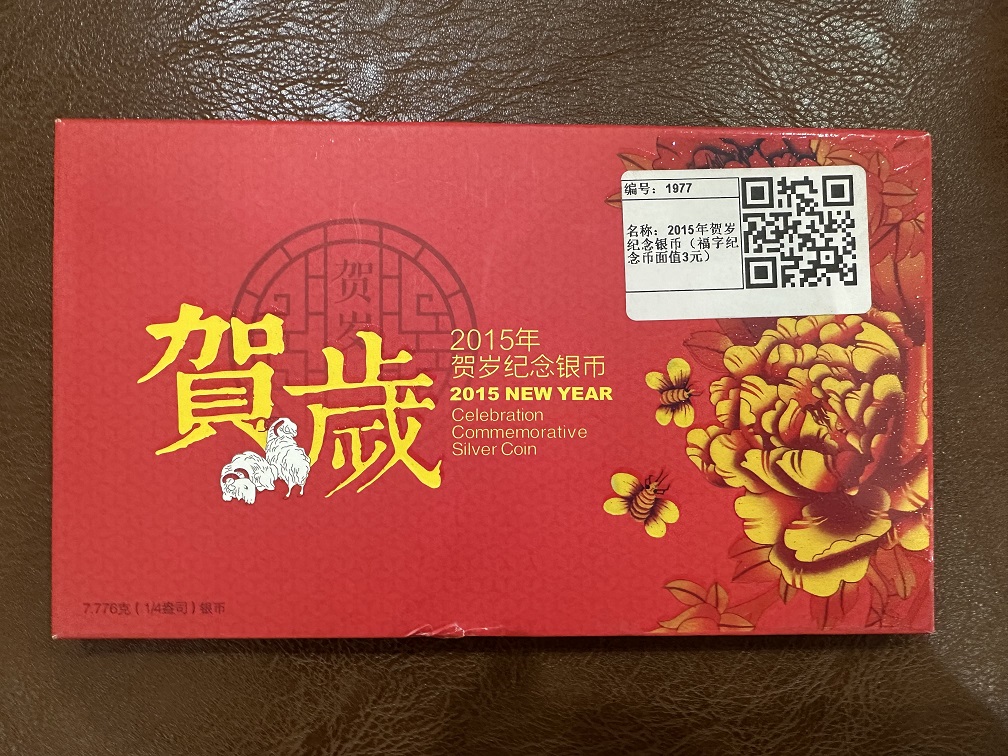 编号：1977
名称：2015年贺岁
纪念银币（福字纪
念币面值3元）
贺岁
賀歲
2015年
贺岁纪念银币
2015 NEW YEAR
Celebration
Commemorative
Silver Coin
7.776克（1/4盎司）银币